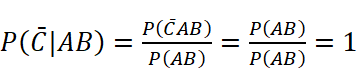 P(C̄|AB) = P(C̄AB)/P(AB) = P(AB)/P(AB) = 1